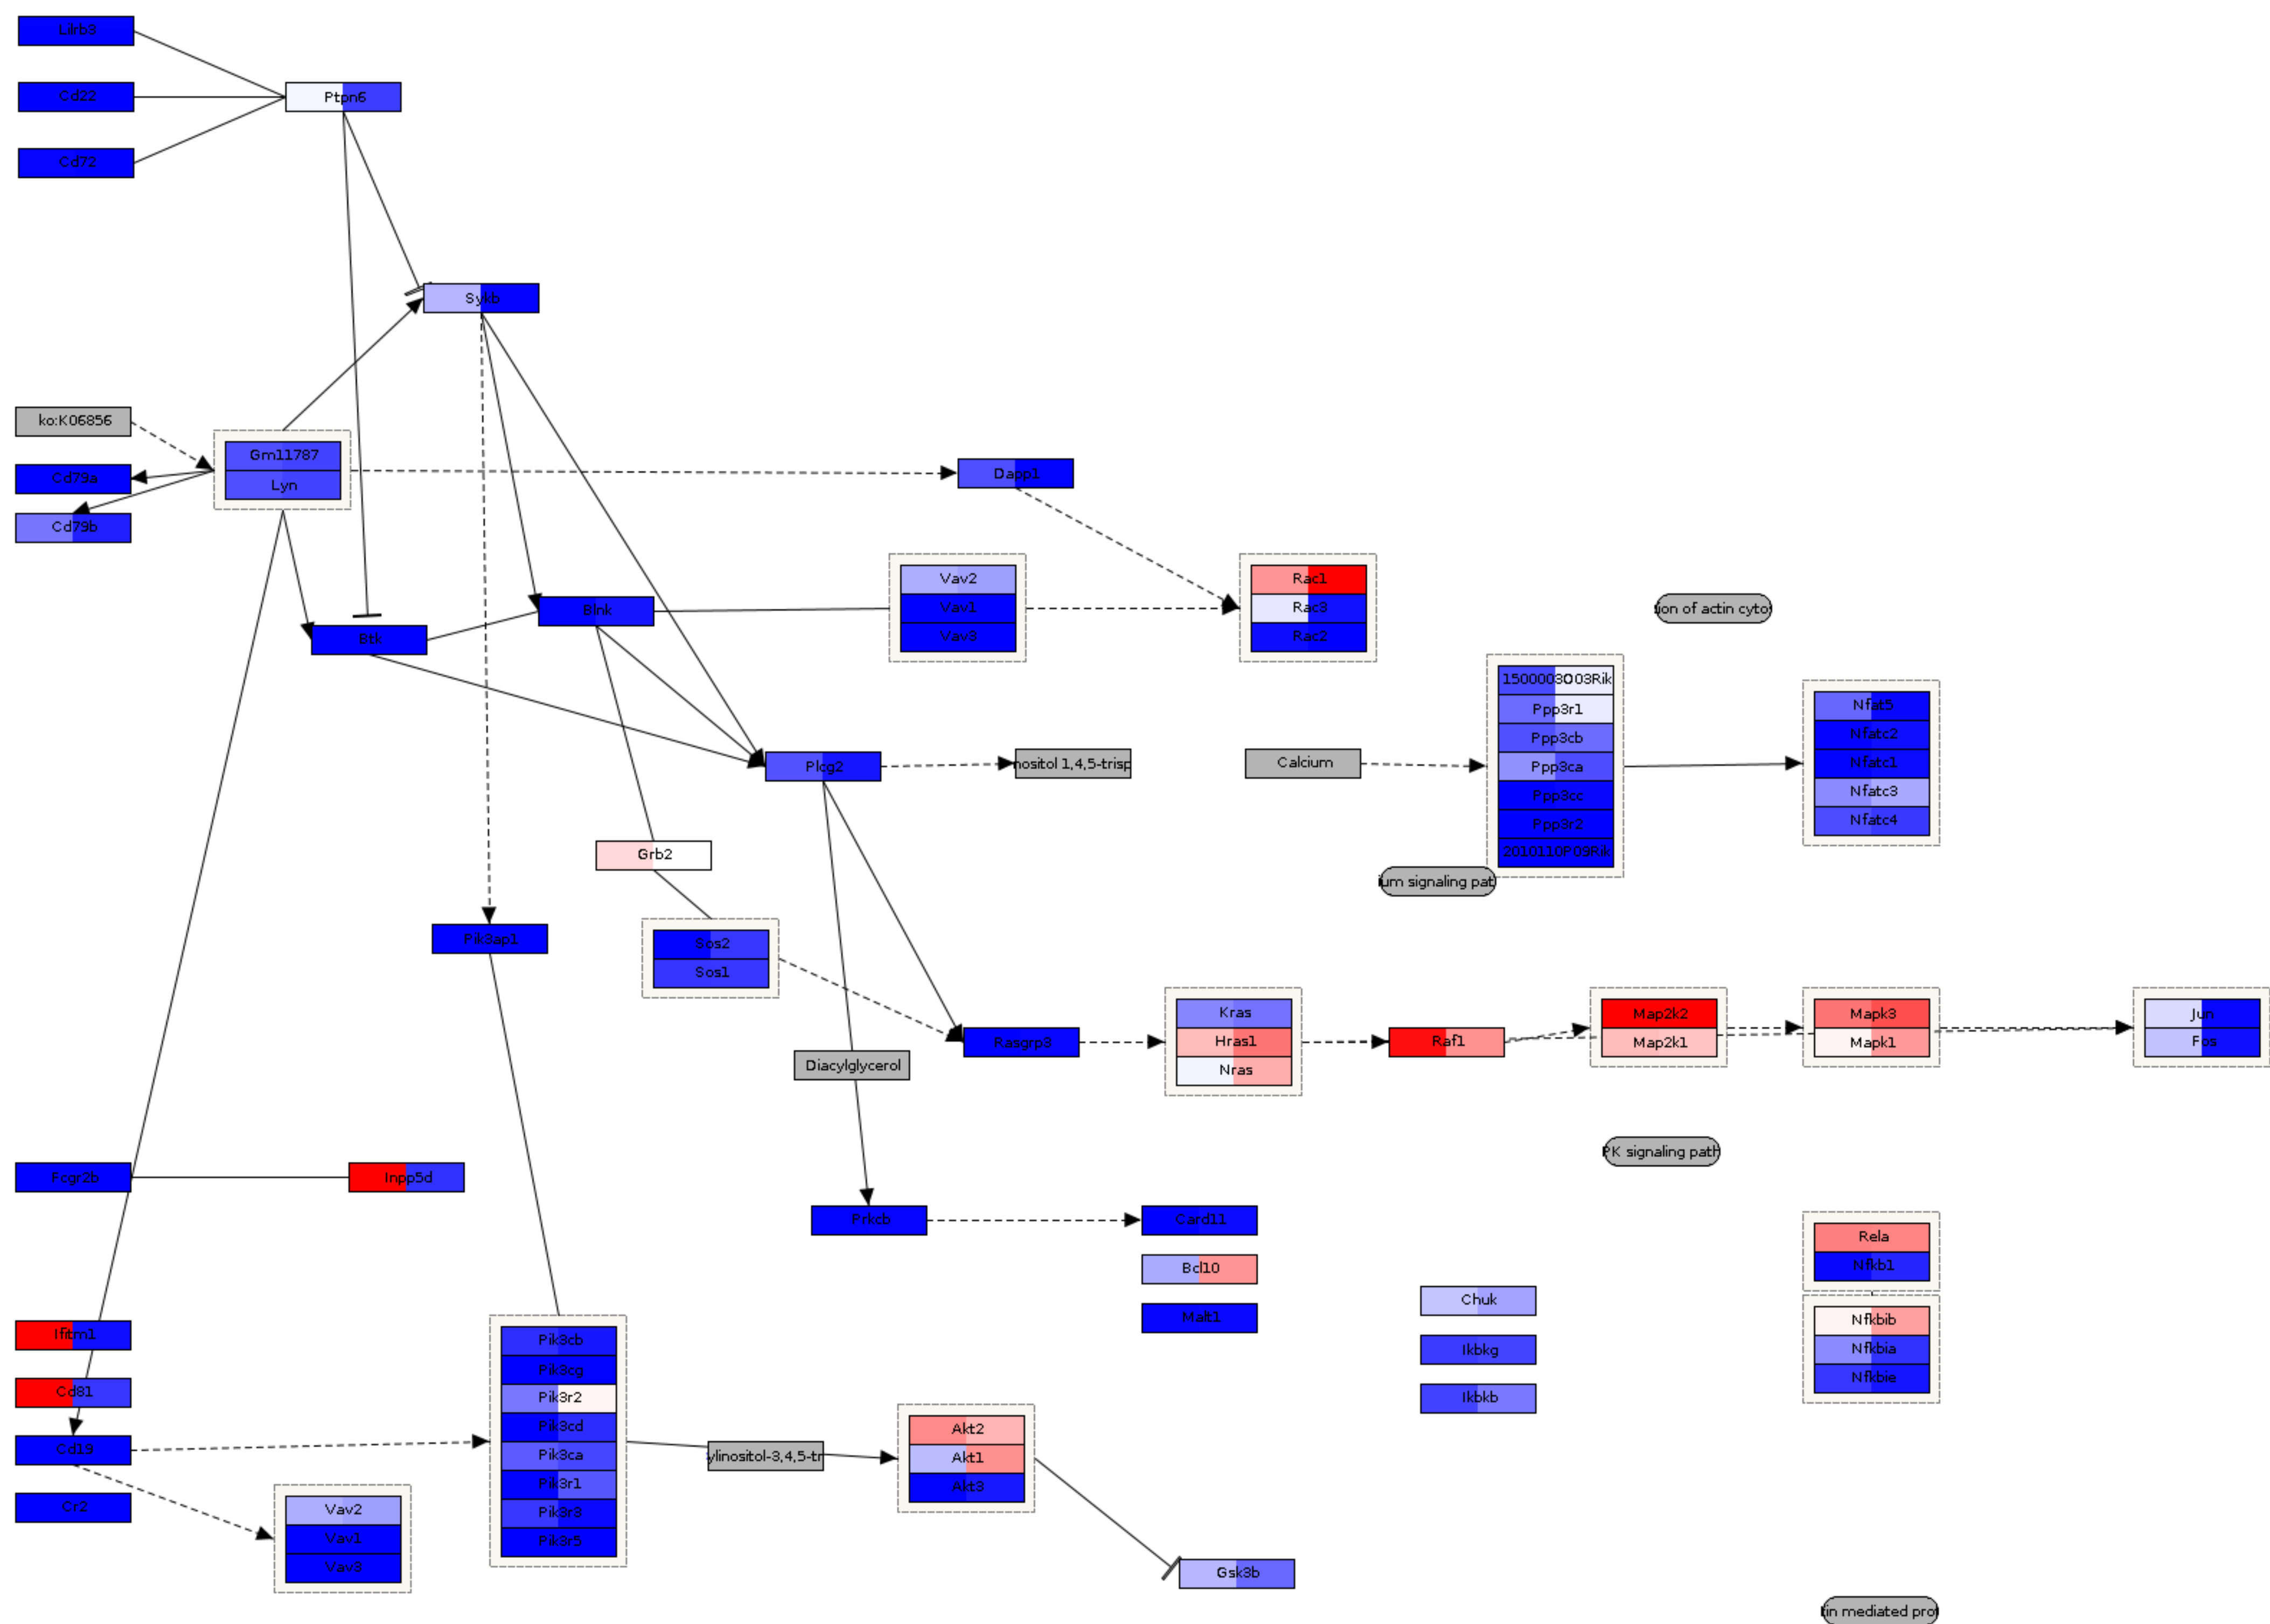 Lilrb3
Cd22
Ptpn6
Cd72
Sykb
ko:K06856
Gm11787
Lyn
Cd79a
Cd79b
Dapp1
Vav2
Vav1
Vav3
Rac1
Rac3
Rac2
Blnk
Btk
ion of actin cyto
1500003O03Rik
Ppp3r1
Ppp3cb
Ppp3ca
Ppp3cc
Ppp3r2
2010110P09Rik
Nfat5
Nfatc2
Nfatc1
Nfatc3
Nfatc4
Plcg2
nositol 1,4,5-trisp
Calcium
Grb2
ium signaling pat
Pik3ap1
Sos2
Sos1
Rasgrp3
Kras
Hras1
Nras
Raf1
Map2k2
Map2k1
Mapk3
Mapk1
Jun
Fos
Diacylglycerol
PK signaling path
Fcgr2b
Inpp5d
Prkcb
Card11
Bcl10
Malt1
Rela
Nfkb1
Nfkbib
Nfkbia
Nfkbie
Chuk
Ikbkg
Ikbkb
Ifitm1
Cd81
Cd19
Cr2
Pik3cb
Pik3cg
Pik3r2
Pik3cd
Pik3ca
Pik3r1
Pik3r3
Pik3r5
ylinositol-3,4,5-tr
Akt2
Akt1
Akt3
Vav2
Vav1
Vav3
Gsk3b
tin mediated prot